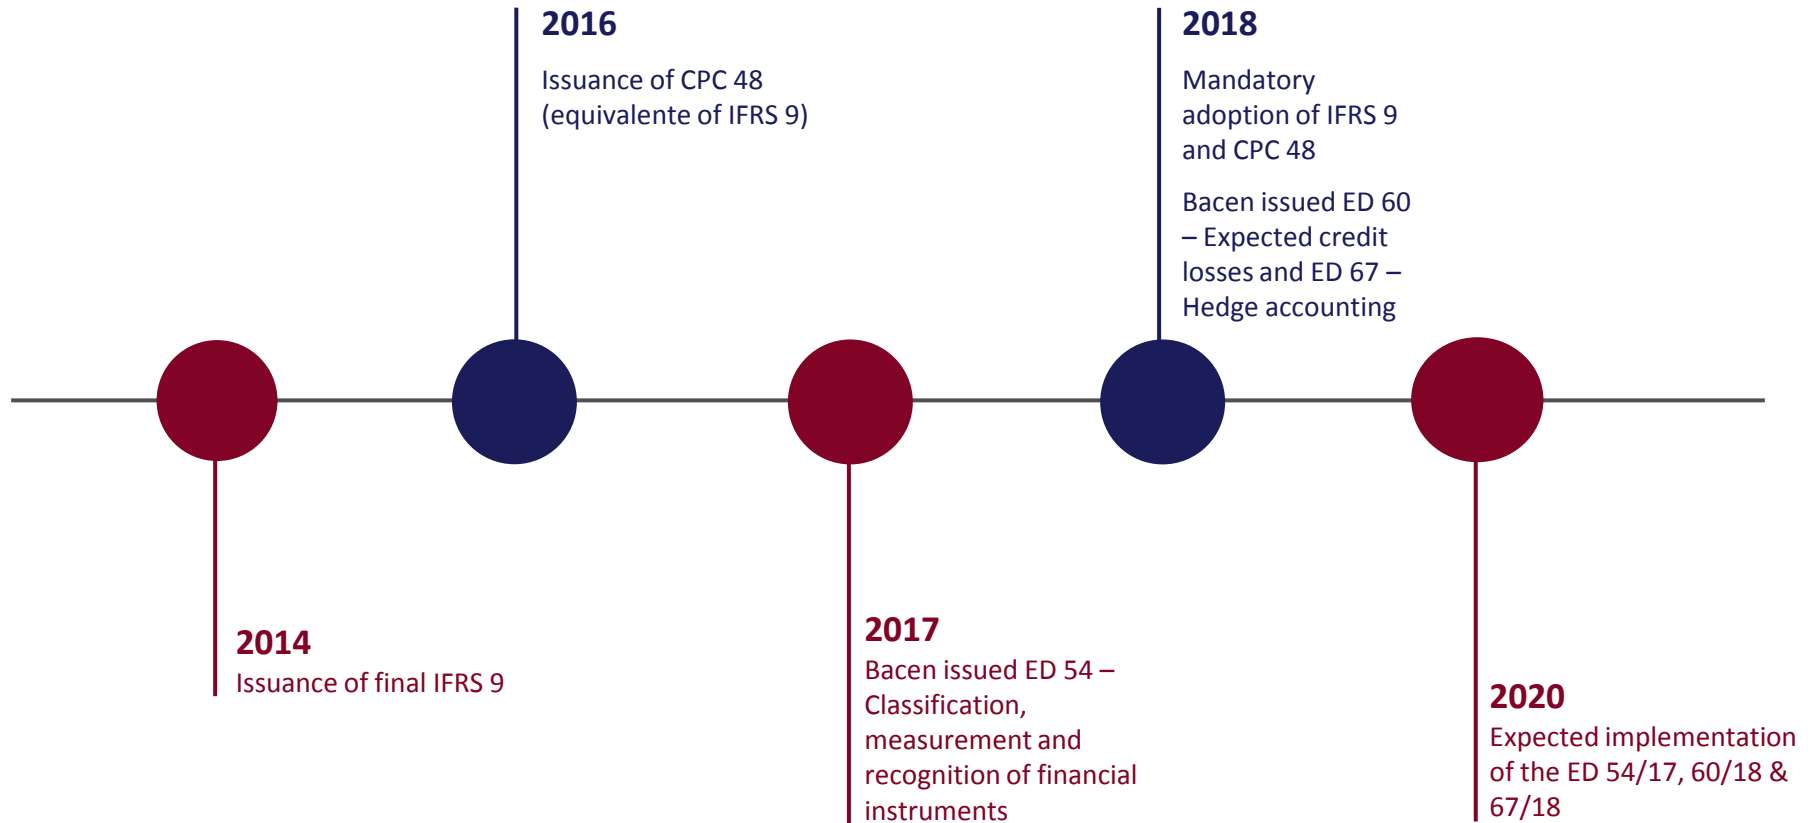 2016
Issuance of CPC 48
(equivalente of IFRS 9)
2018
Mandatory
adoption of IFRS 9
and CPC 48
Bacen issued ED 60
– Expected credit
losses and ED 67 –
Hedge accounting
2014
Issuance of final IFRS 9
2017
Bacen issued ED 54 –
Classification,
measurement and
recognition of financial
instruments
2020
Expected implementation
of the ED 54/17, 60/18 &
67/18